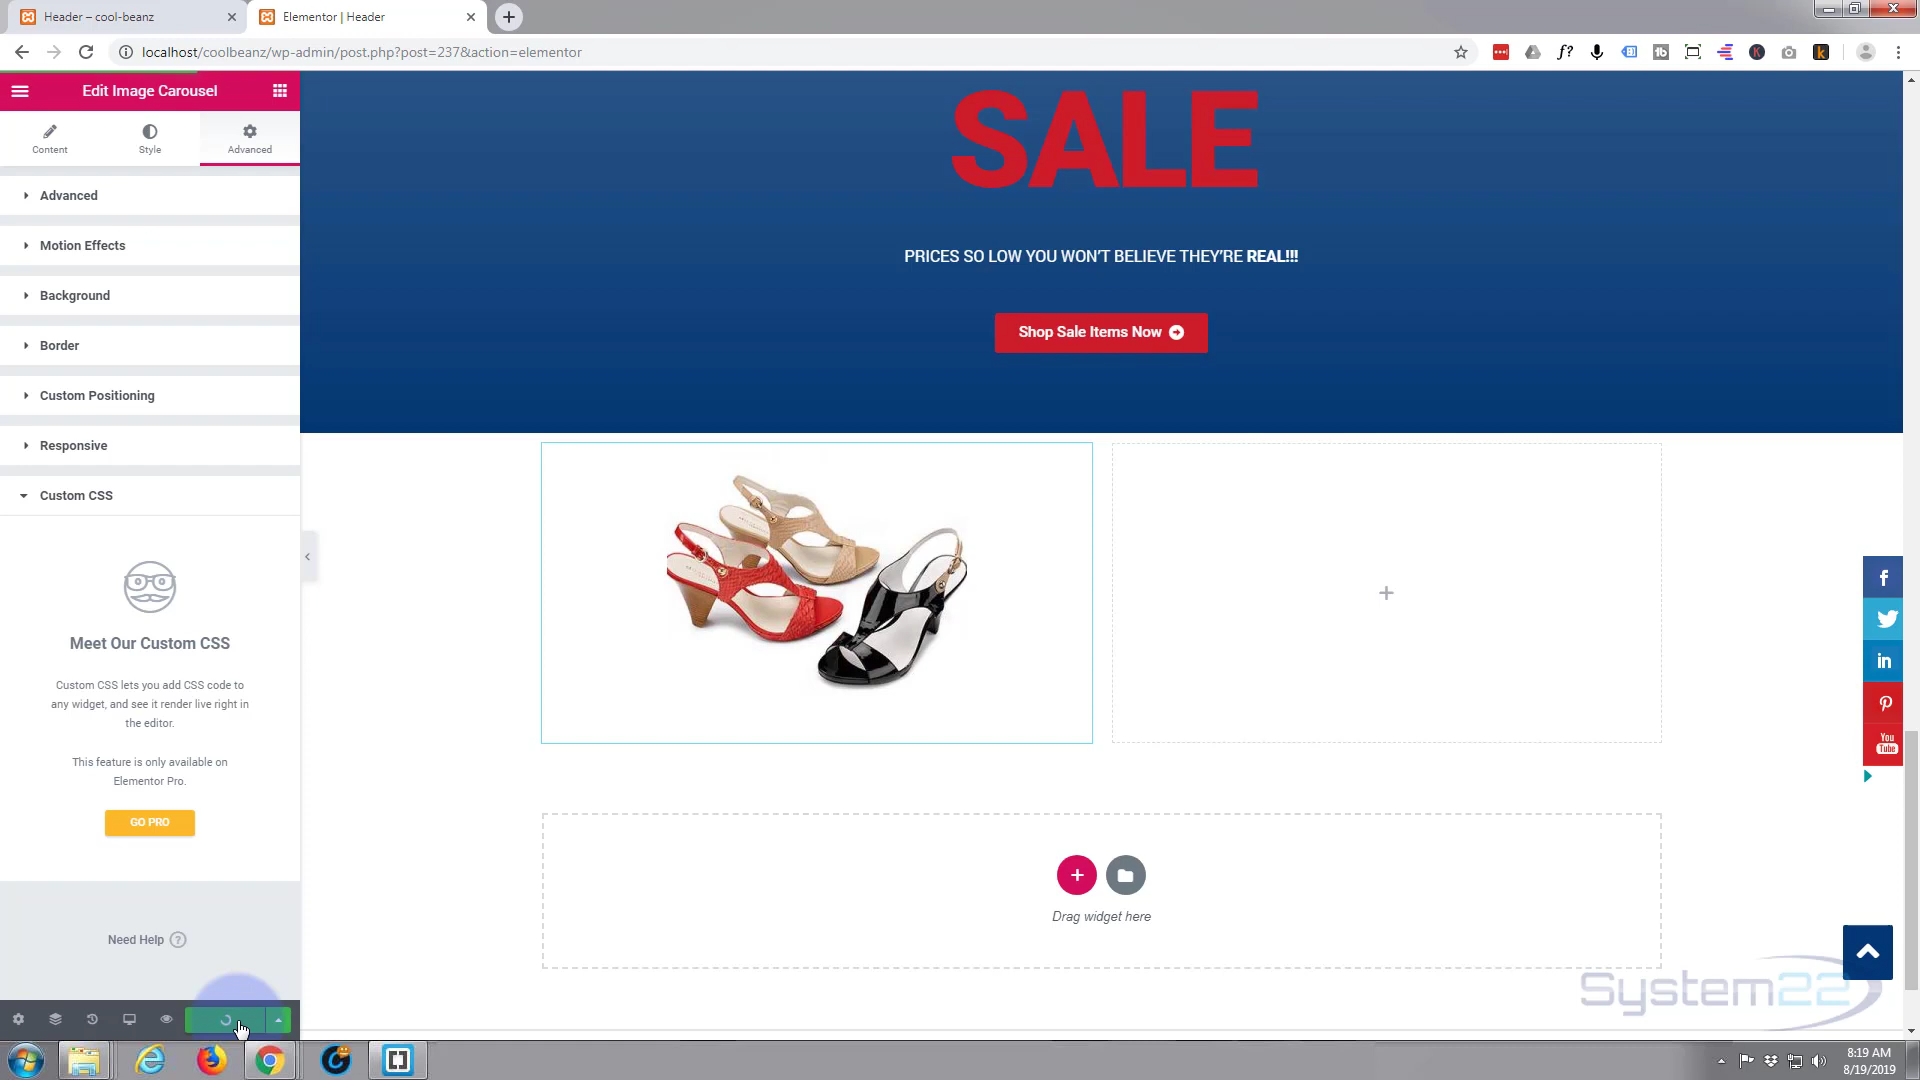 Header – cool-beanz
Elementor | Header
localhost/coolbeanz/wp-admin/post.php?post=237&action=elementor
Edit Image Carousel
Content
Style
Advanced
Advanced
Motion Effects
Background
Border
Custom Positioning
Responsive
Custom CSS
Meet Our Custom CSS
Custom CSS lets you add CSS code to
any widget, and see it render live right in
the editor.
This feature is only available on
Elementor Pro.
GO PRO
Need Help ?
SALE
PRICES SO LOW YOU WON'T BELIEVE THEY'RE REAL!!!
Shop Sale Items Now
Drag widget here
You
Tube
System22
8:19 AM
8/19/2019